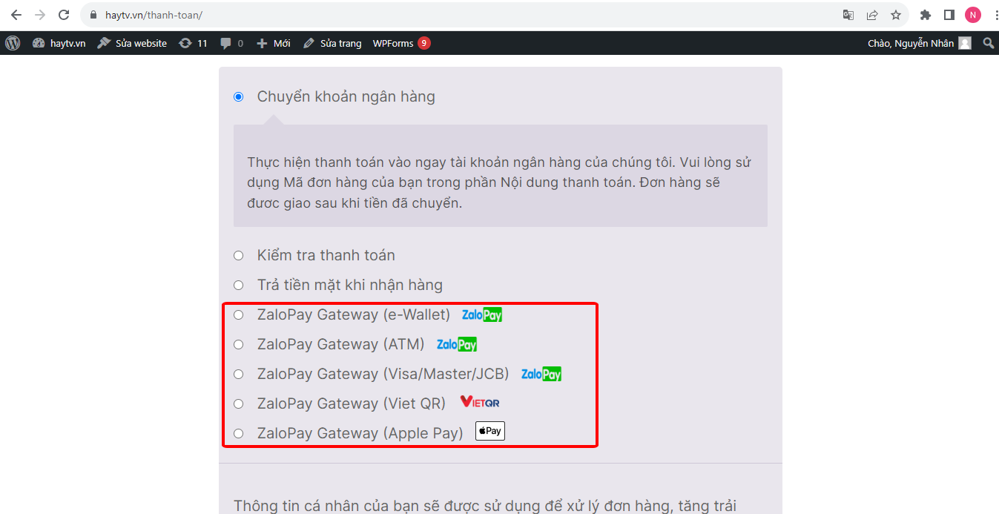 haytv.vn/thanh-toan/
N
haytv.vn Sửa website 11 0 Mới Sửa trang WPForms 9 Chào, Nguyễn Nhân
Chuyển khoản ngân hàng
Thực hiện thanh toán vào ngay tài khoản ngân hàng của chúng tôi. Vui lòng sử
dụng Mã đơn hàng của bạn trong phần Nội dung thanh toán. Đơn hàng sẽ
đươc giao sau khi tiền đã chuyển.
Kiểm tra thanh toán
Trả tiền mặt khi nhận hàng
ZaloPay Gateway (e-Wallet) ZaloPay
ZaloPay Gateway (ATM) ZaloPay
ZaloPay Gateway (Visa/Master/JCB) ZaloPay
ZaloPay Gateway (Viet QR) VIETQR
ZaloPay Gateway (Apple Pay) Pay
Thông tin cá nhân của bạn sẽ được sử dụng để xử lý đơn hàng, tăng trải